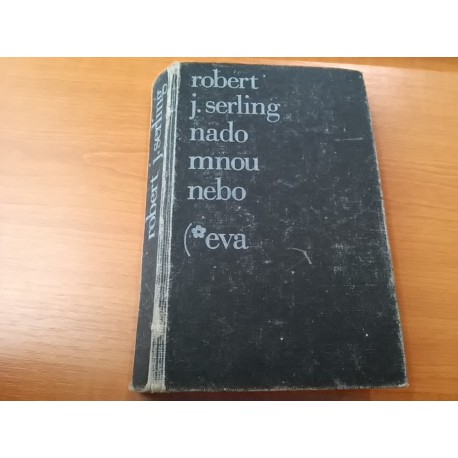 robert
j. serling
nado
mnou
nebo
(*eva
robert j. serling